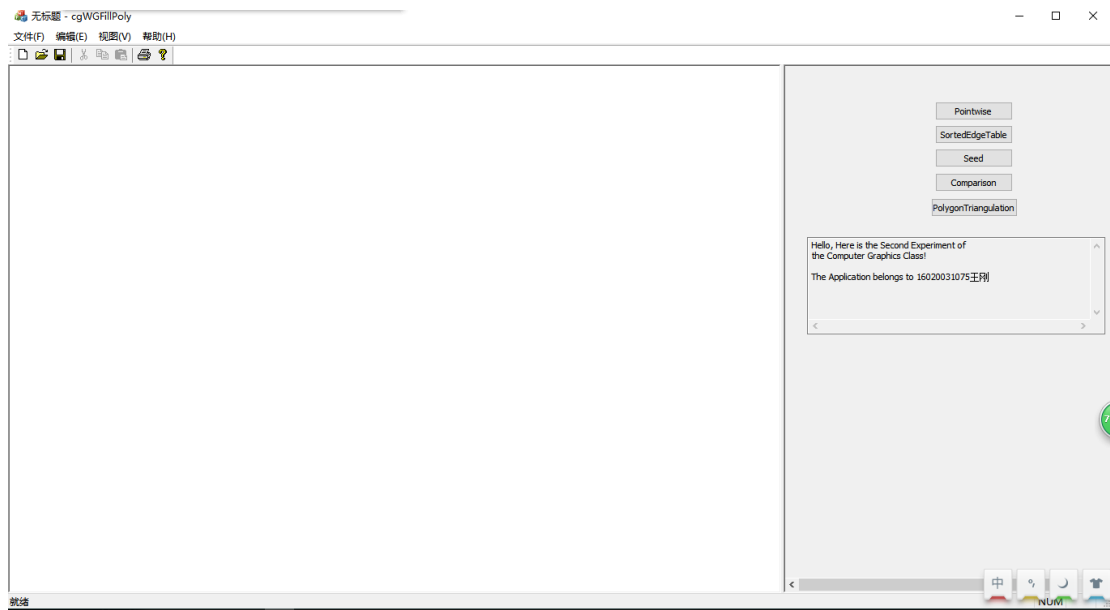 无标题 - cgWGFillPoly
文件(F) 编辑(E) 视图(V) 帮助(H)
Pointwise
SortedEdgeTable
Seed
Comparison
PolygonTriangulation
Hello, Here is the Second Experiment of
the Computer Graphics Class!
The Application belongs to 16020031075王刚
中
就绪
NUM